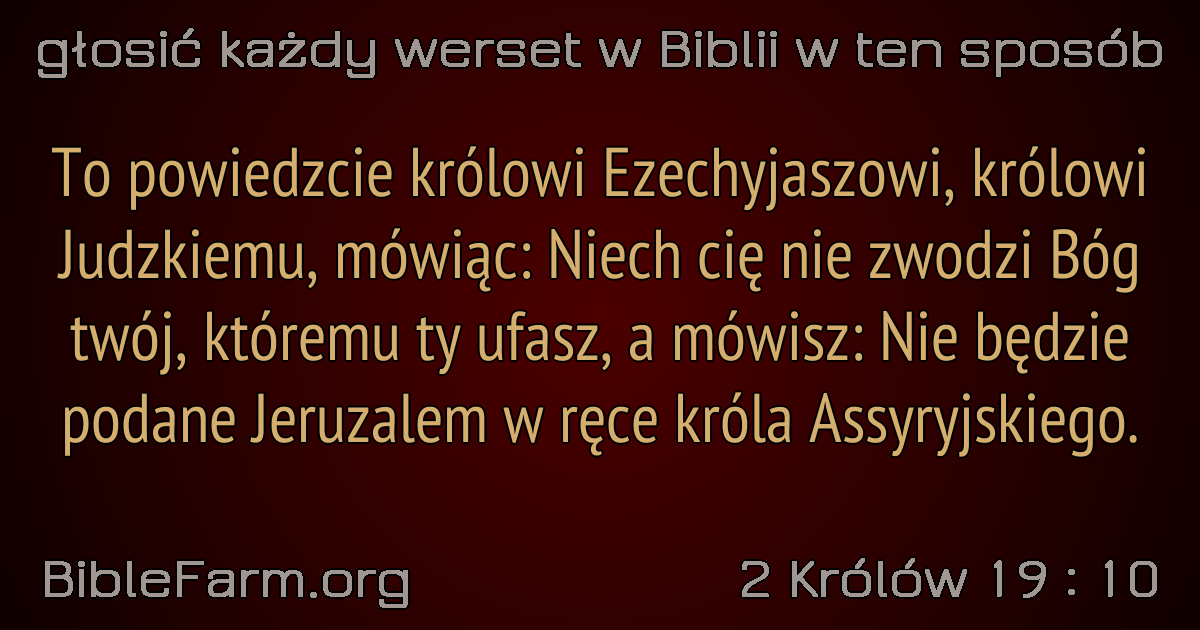 głosić każdy werset w Biblii w ten sposób
To powiedzcie królowi Ezechyjaszowi, królowi
Judzkiemu, mówiąc: Niech cię nie zwodzi Bóg
twój, któremu ty ufasz, a mówisz: Nie będzie
podane Jeruzalem w ręce króla Assyryjskiego.
BibleFarm.org
2 Królów 19 : 10